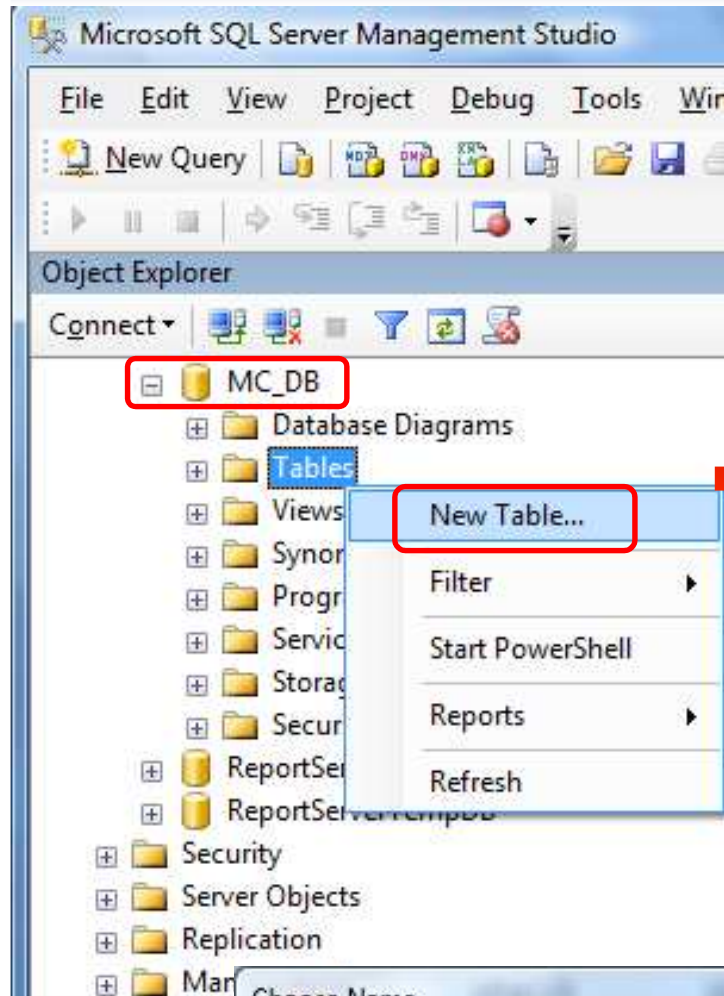 Microsoft SQL Server Management Studio
File Edit View Project Debug Tools
New Query
Object Explorer
Connect
MC_DB
Database Diagrams
Tables
Views
New Table...
Filter
Start PowerShell
Reports
Refresh
Security
Server Objects
Replication